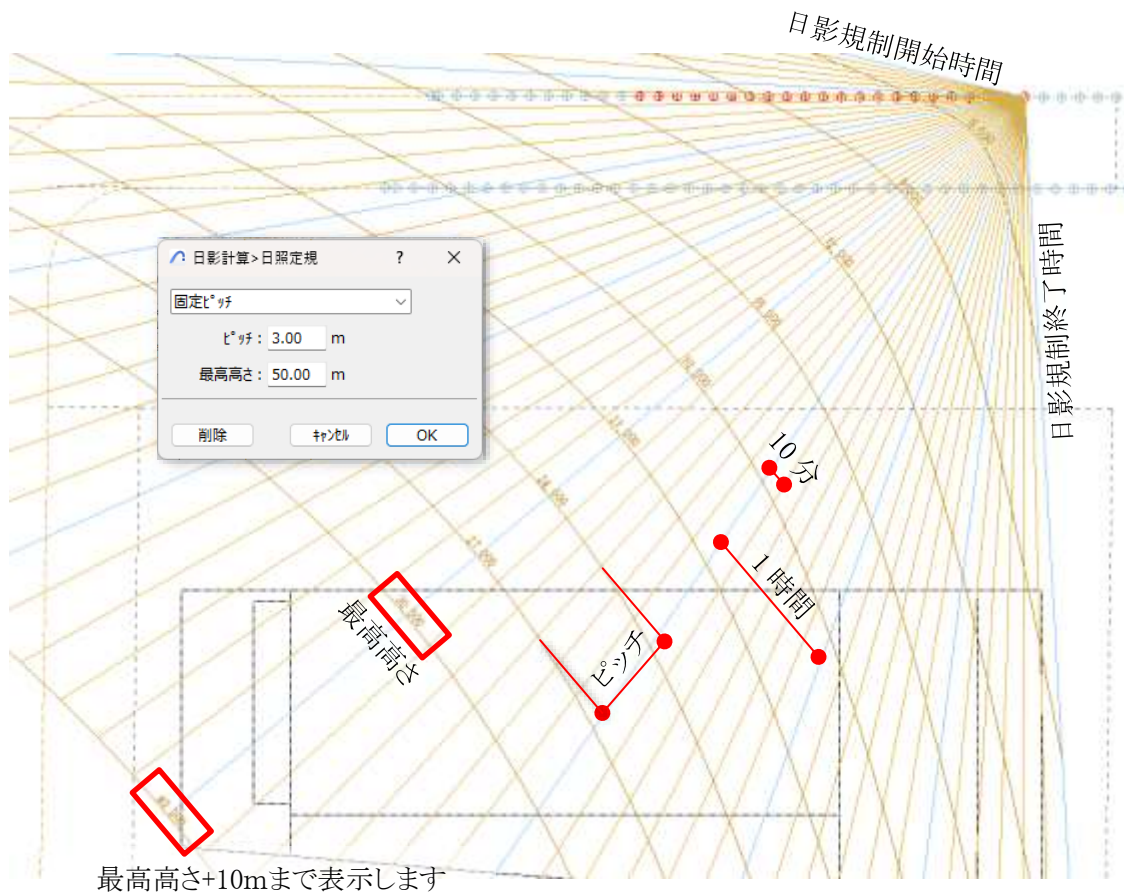 日影規制開始時間
日影計算>日照定規
?
固定ﾋﾟｯﾁ
ﾋﾟｯﾁ : 3.00 m
最高高さ : 50.00 m
削除
ｷｬﾝｾﾙ
OK
日影規制終了時間
10分
1時間
ピッチ
最高高さ
最高高さ+10mまで表示します